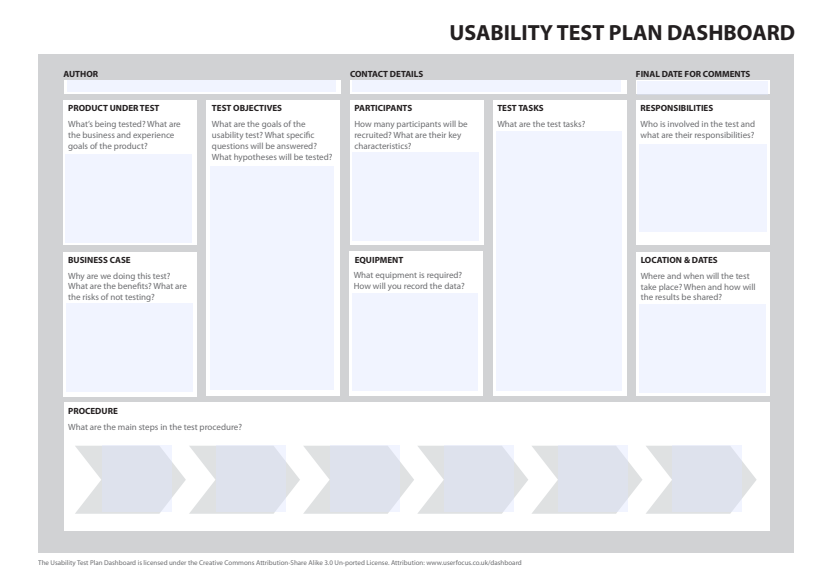 USABILITY TEST PLAN DASHBOARD
AUTHOR
CONTACT DETAILS
FINAL DATE FOR COMMENTS
PRODUCT UNDER TEST
What's being tested? What are
the business and experience
goals of the product?
BUSINESS CASE
Why are we doing this test?
What are the benefits? What are
the risks of not testing?
TEST OBJECTIVES
What are the goals of the
usability test? What specific
questions will be answered?
What hypotheses will be tested?
PARTICIPANTS
How many participants will be
recruited? What are their key
characteristics?
EQUIPMENT
What equipment is required?
How will you record the data?
TEST TASKS
What are the test tasks?
RESPONSIBILITIES
Who is involved in the test and
what are their responsibilities?
LOCATION & DATES
Where and when will the test
take place? When and how will
the results be shared?
PROCEDURE
What are the main steps in the test procedure?
The Usability Test Plan Dashboard is licensed under the Creative Commons Attribution-Share Alike 3.0 Un-ported License. Attribution: www.userfocus.co.uk/dashboard